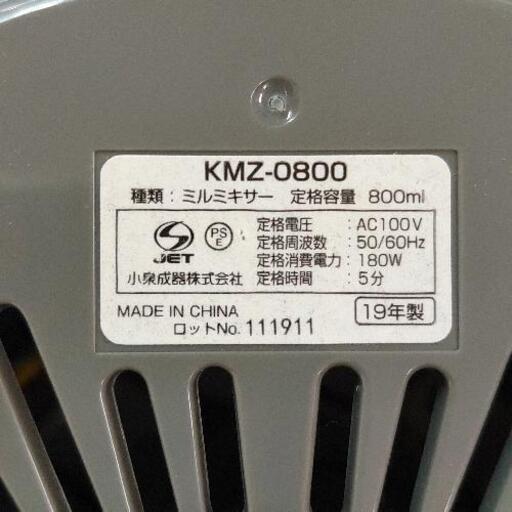 KMZ-0800
種類：ミルミキサー 定格容量 800ml
JET PS E
定格電圧 ：AC100V
定格周波数 ：50/60Hz
定格消費電力：180W
小泉成器株式会社 定格時間 ：5分
MADE IN CHINA
ロットNo. 111911
19年製